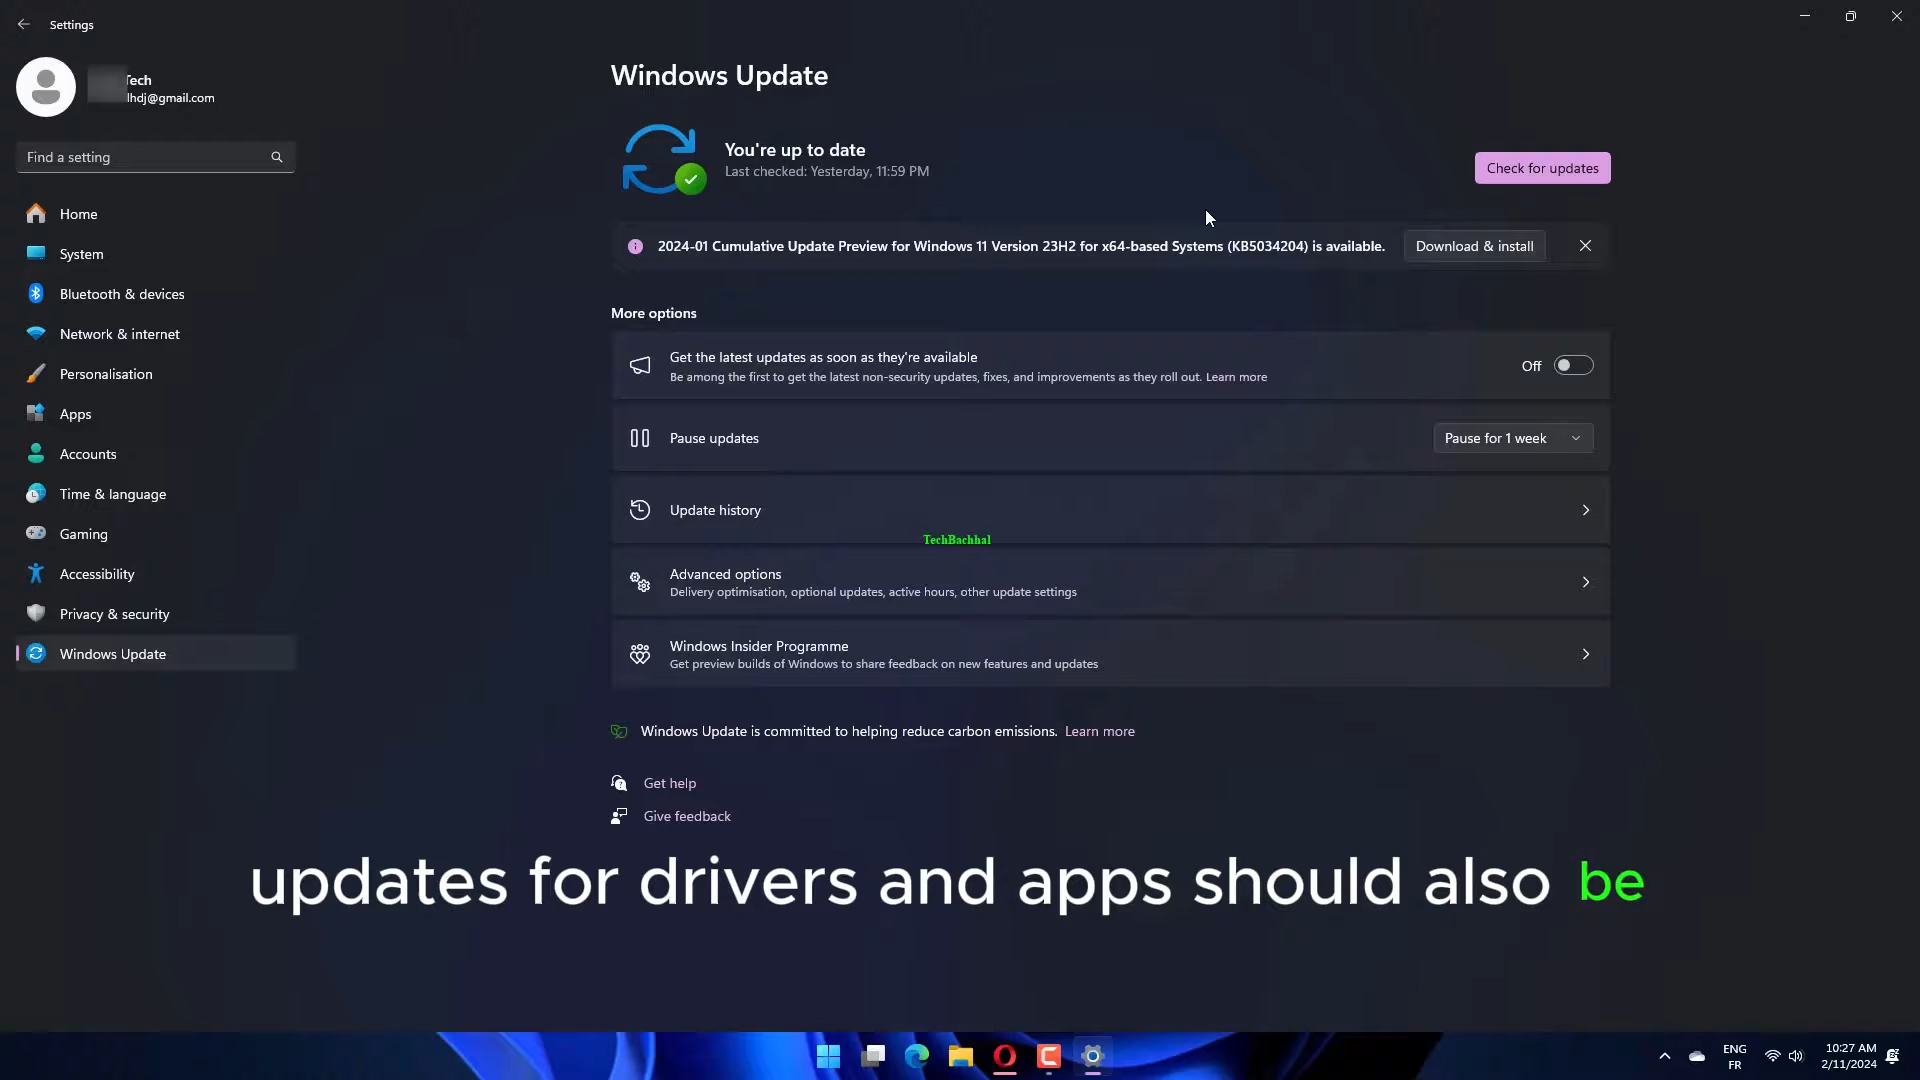 Settings
Tech
lhdj@gmail.com
Find a setting
Home
System
Bluetooth & devices
Network & internet
Personalisation
Apps
Accounts
Time & language
Gaming
Accessibility
Privacy & security
Windows Update
Windows Update
You're up to date
Last checked: Yesterday, 11:59 PM
Check for updates
2024-01 Cumulative Update Preview for Windows 11 Version 23H2 for x64-based Systems (KB5034204) is available.
Download & install
More options
Get the latest updates as soon as they're available
Be among the first to get the latest non-security updates, fixes, and improvements as they roll out. Learn more
Off
Pause updates
Pause for 1 week
Update history
TechBachhal
Advanced options
Delivery optimisation, optional updates, active hours, other update settings
Windows Insider Programme
Get preview builds of Windows to share feedback on new features and updates
Windows Update is committed to helping reduce carbon emissions. Learn more
Get help
Give feedback
updates for drivers and apps should also be
ENG
FR
10:27 AM
2/11/2024